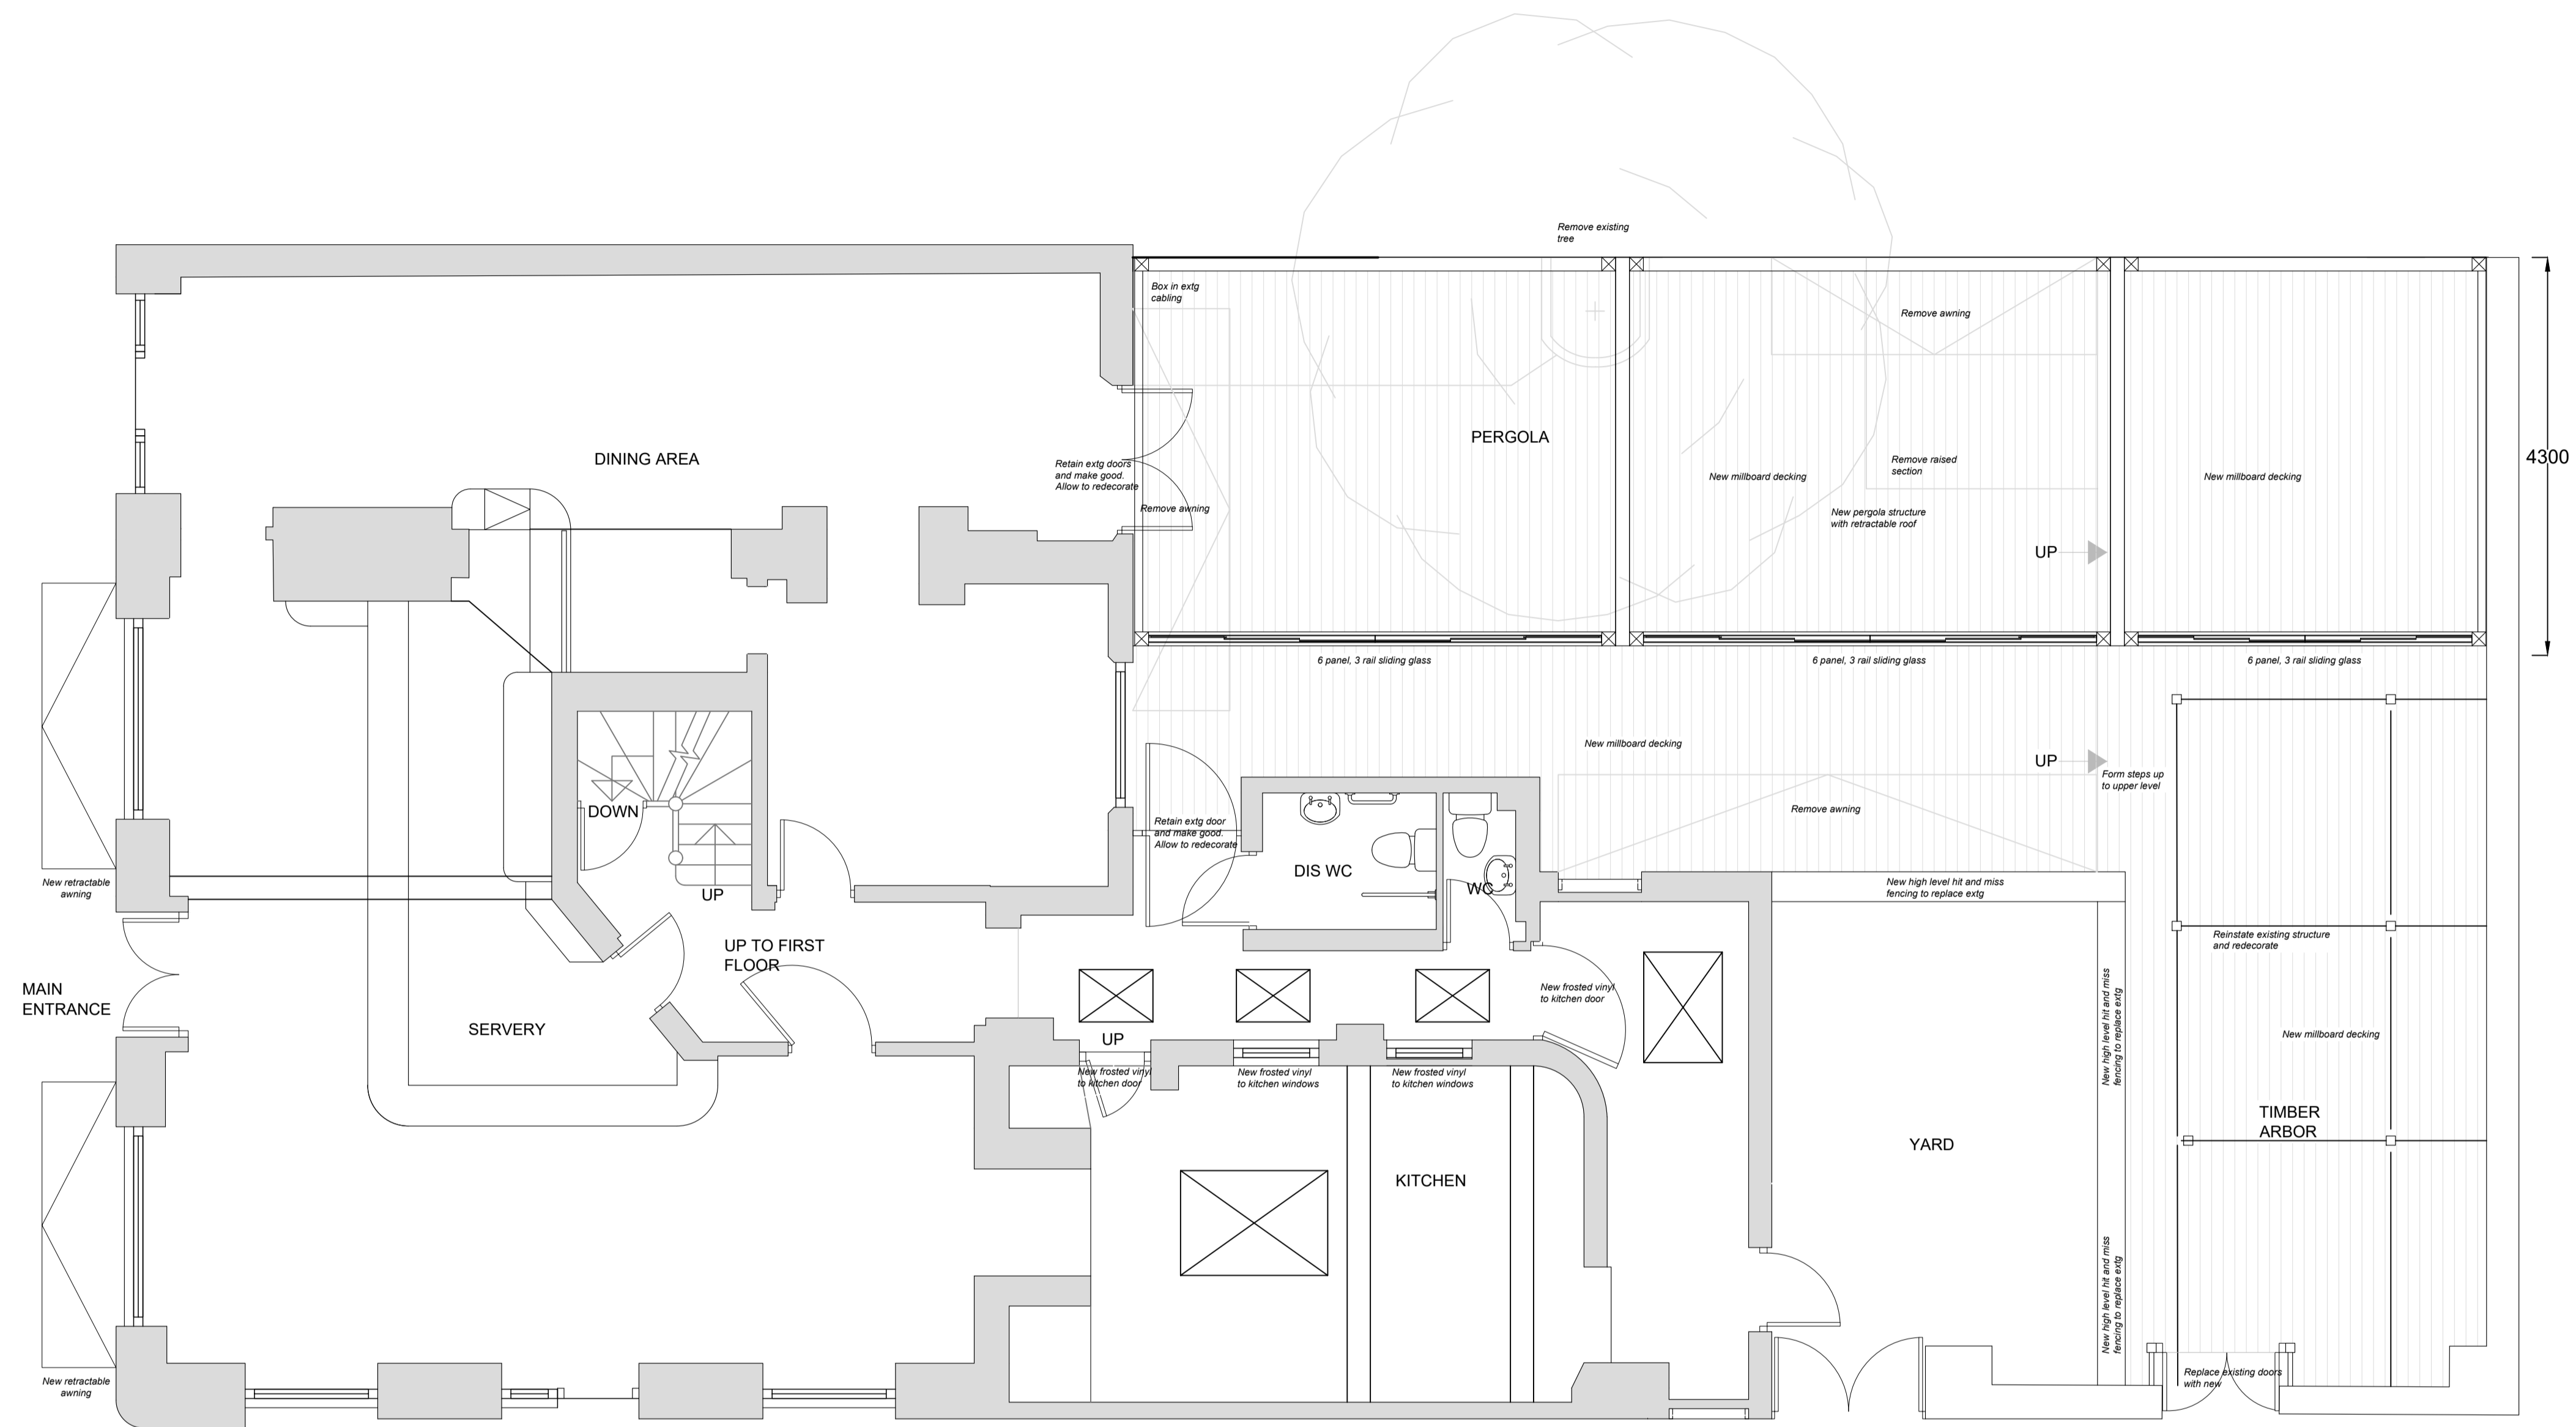 Remove existing
tree
Box in extg
cabling
Remove awning
PERGOLA
DINING AREA
4300
Retain extg doors
and make good.
Allow to redecorate
Remove raised
section
New millboard decking
New millboard decking
Remove awning
New pergola structure
with retractable roof
UP
6 panel, 3 rail sliding glass
6 panel, 3 rail sliding glass
6 panel, 3 rail sliding glass
New millboard decking
UP
Form steps up
to upper level
DOWN
Remove awning
Retain extg door
and make good.
Allow to redecorate
DIS WC
WC
New retractable
awning
UP
New high level hit and miss
fencing to replace extg
UP TO FIRST
FLOOR
Reinstate existing structure
and redecorate
MAIN
ENTRANCE
New frosted vinyl
to kitchen door
New high level hit and miss
fencing to replace extg
SERVERY
UP
New millboard decking
New frosted vinyl
to kitchen door
New frosted vinyl
to kitchen windows
New frosted vinyl
to kitchen windows
TIMBER
ARBOR
YARD
KITCHEN
New high level hit and miss
fencing to replace extg
New retractable
awning
Replace existing doors
with new